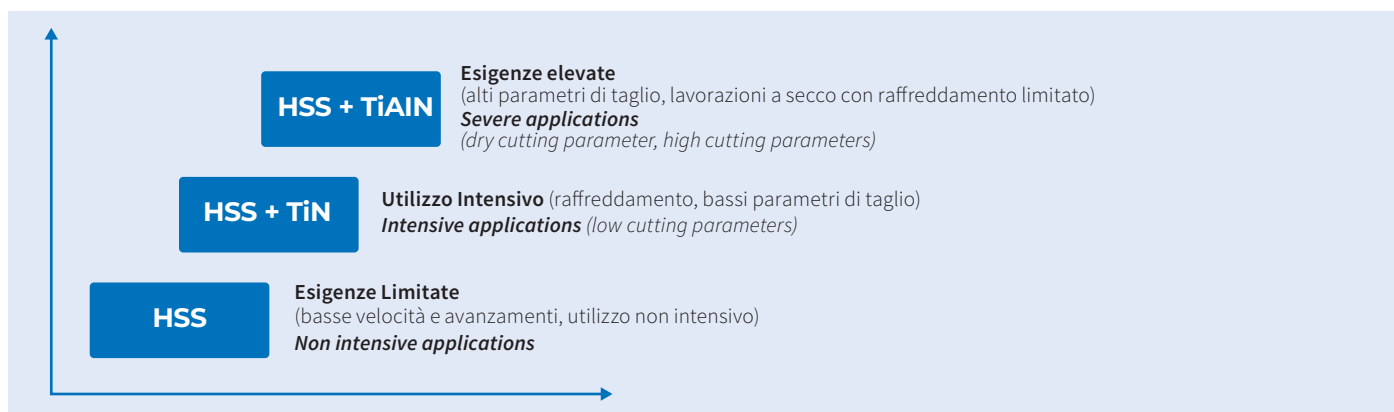 HSS + TiAlN
Esigenze elevate
(alti parametri di taglio, lavorazioni a secco con raffreddamento limitato)
Severe applications
(dry cutting parameter, high cutting parameters)
HSS + TiN
Utilizzo Intensivo (raffreddamento, bassi parametri di taglio)
Intensive applications (low cutting parameters)
HSS
Esigenze Limitate
(basse velocità e avanzamenti, utilizzo non intensivo)
Non intensive applications